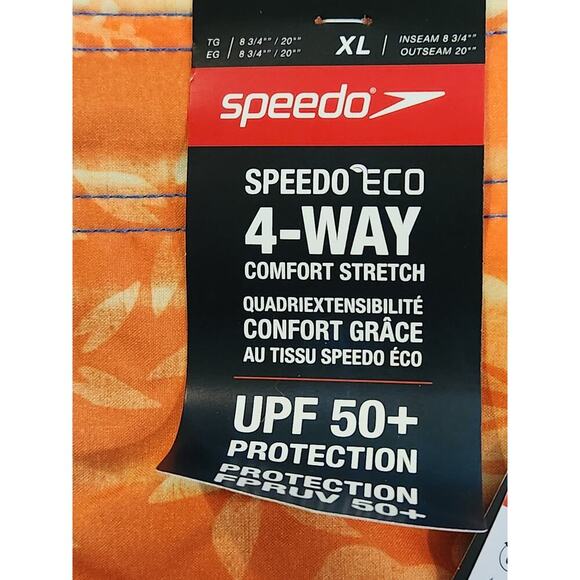 TG | 8 3/4"" / 20""
EG | 8 3/4"" / 20""
XL
INSEAM 8 3/4""
OUTSEAM 20""
speedo
SPEEDO ECO
4-WAY
COMFORT STRETCH
QUADRIEXTENSIBILITÉ
CONFORT GRÂCE
AU TISSU SPEEDO ÉCO
UPF 50+
PROTECTION
PROTECTION
FPRUV 50+